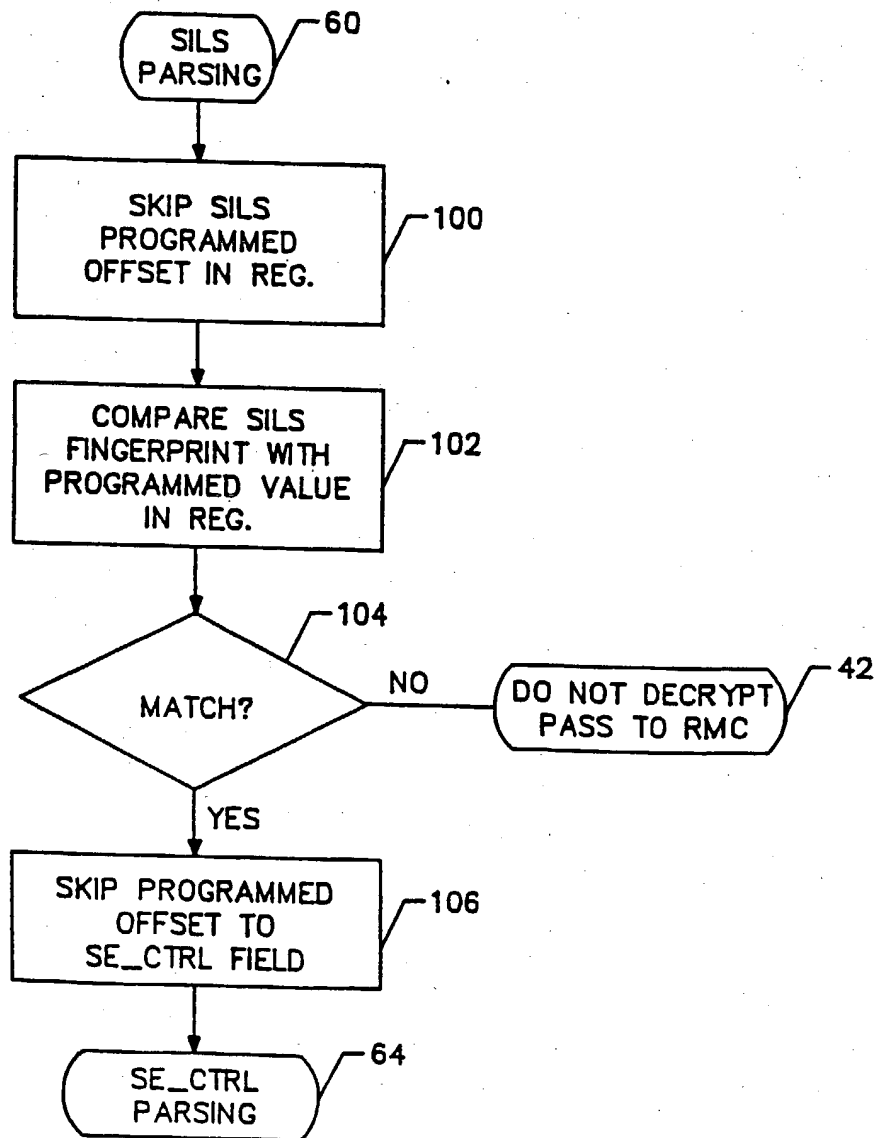 SILS
PARSING
60
SKIP SILS
PROGRAMMED
OFFSET IN REG.
100
COMPARE SILS
FINGERPRINT WITH
PROGRAMMED VALUE
IN REG.
102
104
MATCH?
NO
DO NOT DECRYPT
PASS TO RMC
42
YES
SKIP PROGRAMMED
OFFSET TO
SE_CTRL FIELD
106
SE_CTRL
PARSING
64